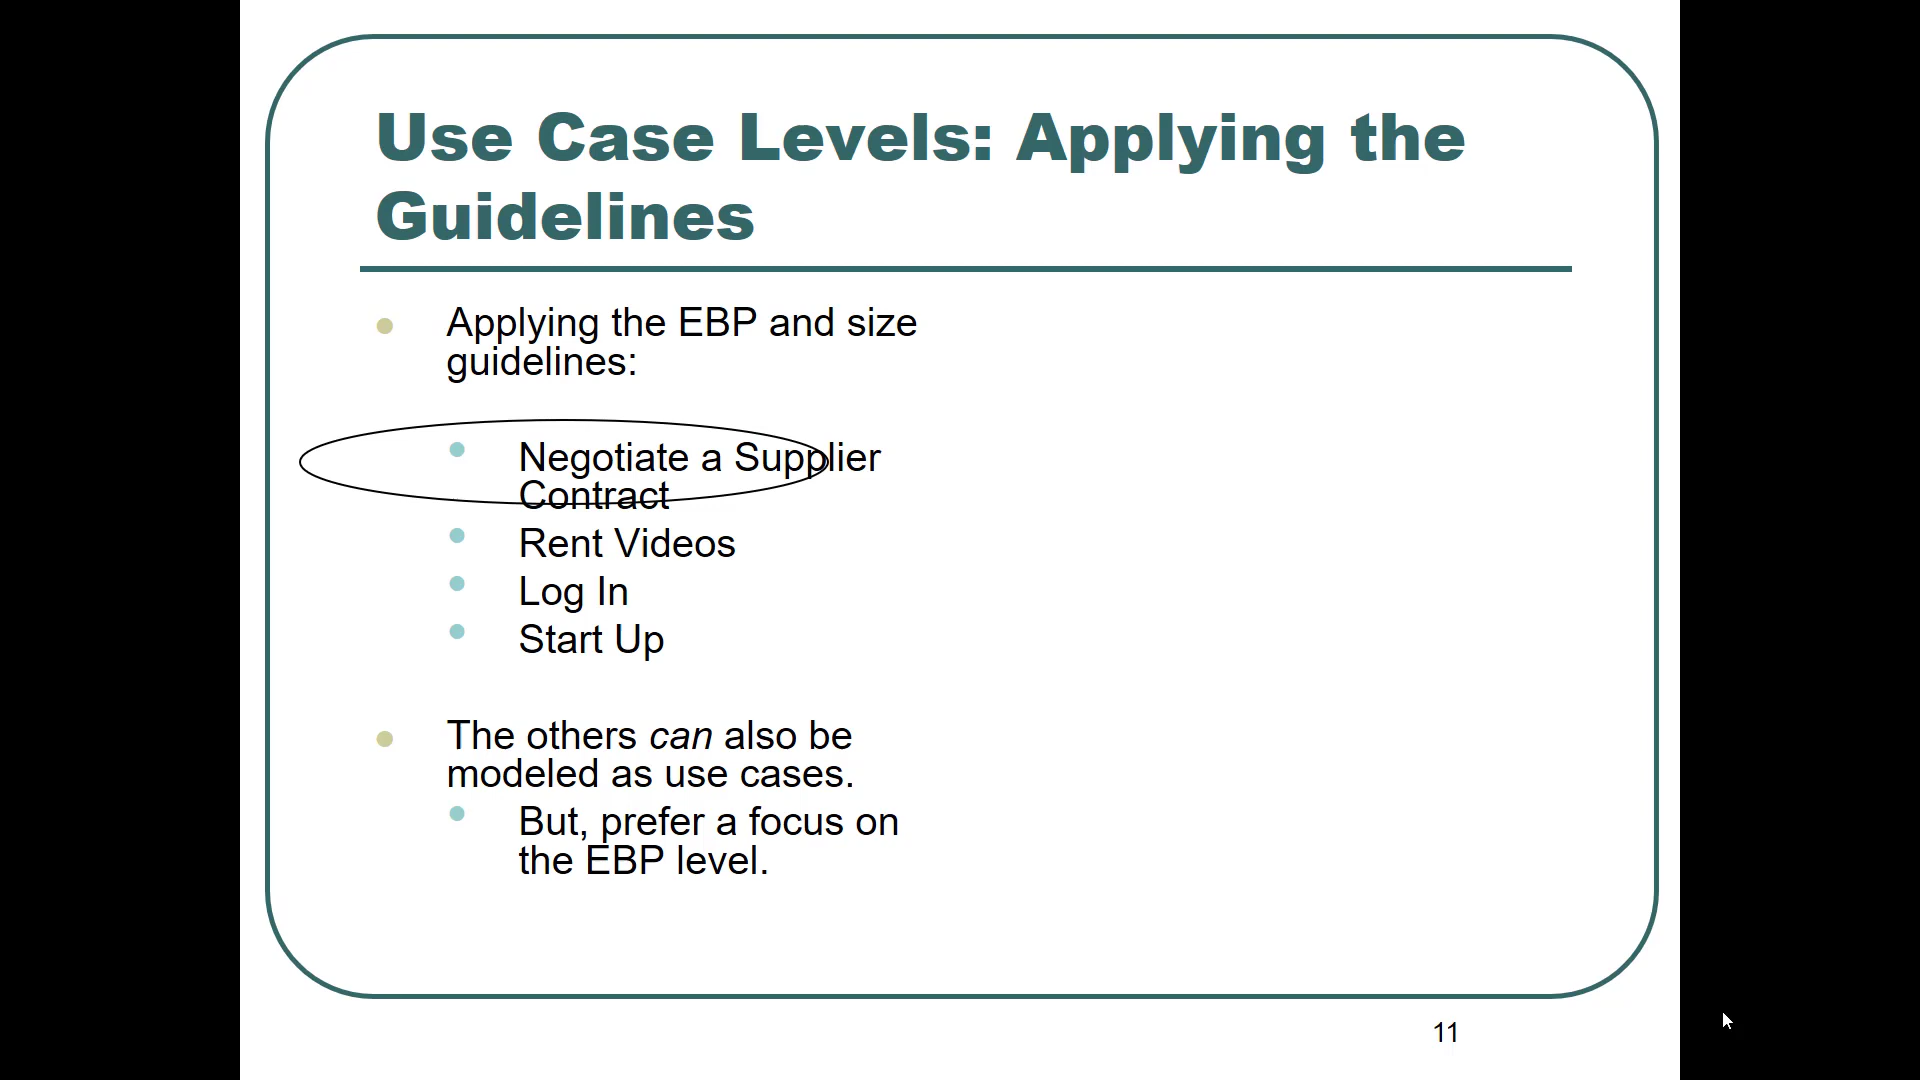 Use Case Levels: Applying the
Guidelines
Applying the EBP and size
guidelines:
Negotiate a Supplier
Contract
Rent Videos
Log In
Start Up
The others can also be
modeled as use cases.
But, prefer a focus on
the EBP level.
11